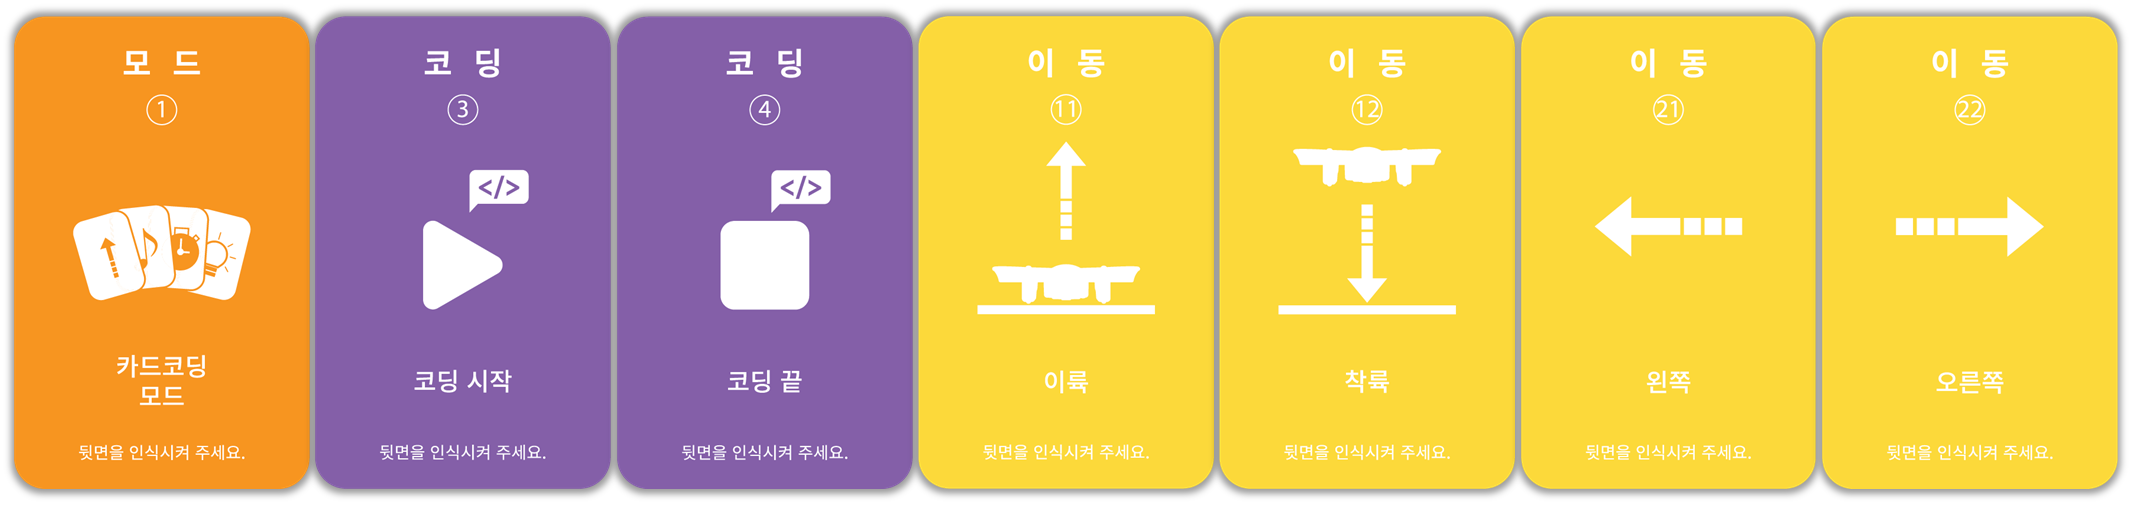 모 드
①
카드코딩
모드
뒷면을 인식시켜 주세요.
코 딩
③
</>
코딩 시작
뒷면을 인식시켜 주세요.
코 딩
④
</>
코딩 끝
뒷면을 인식시켜 주세요.
이 동
⑪
이륙
뒷면을 인식시켜 주세요.
이 동
⑫
착륙
뒷면을 인식시켜 주세요.
이 동
㉑
왼쪽
뒷면을 인식시켜 주세요.
이 동
㉒
오른쪽
뒷면을 인식시켜 주세요.